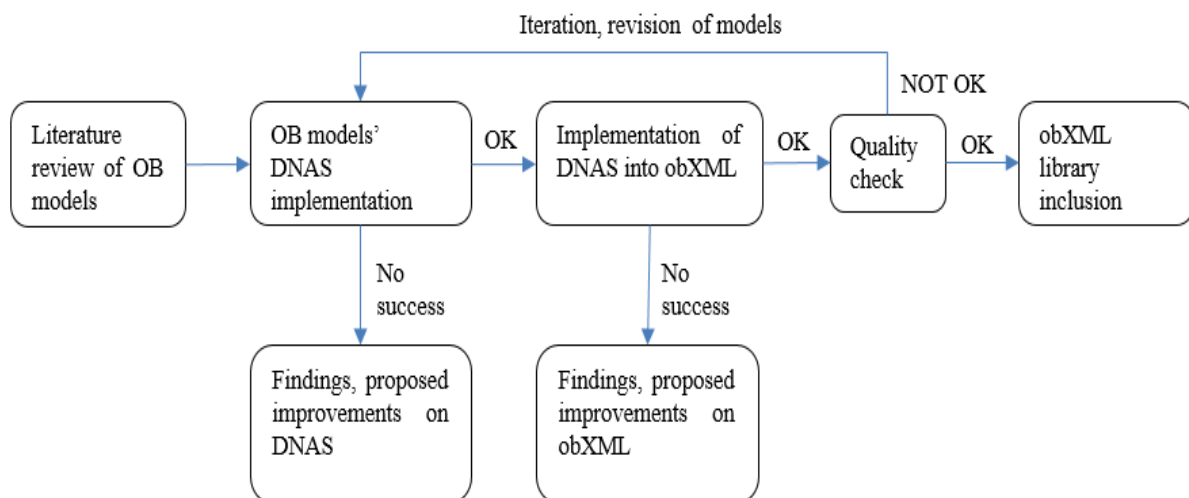 Iteration, revision of models
NOT OK
Literature
review of OB
models
OB models'
DNAS
implementation
OK
Implementation of
DNAS into obXML
OK
Quality
check
OK
obXML
library
inclusion
No
success
No
success
Findings, proposed
improvements on
DNAS
Findings, proposed
improvements on
obXML